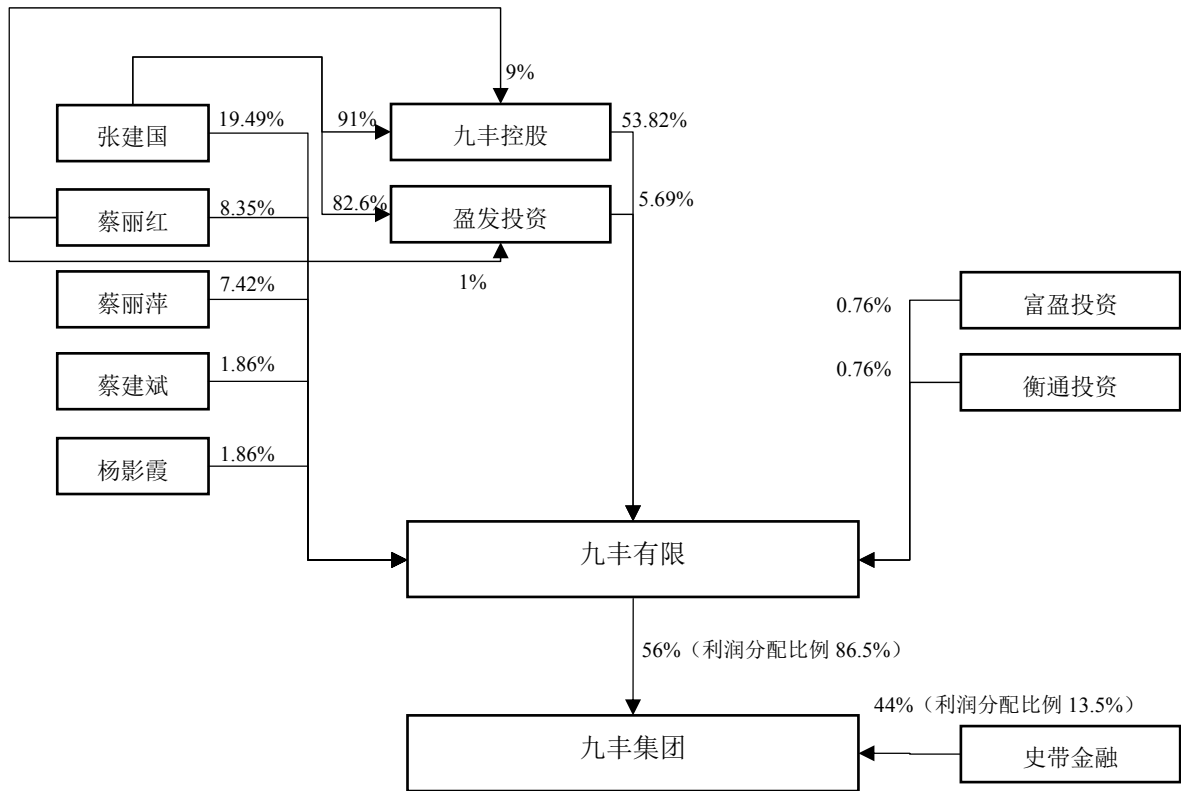 9%
张建国
19.49%
91%
九丰控股
53.82%
蔡丽红
8.35%
82.6%
盈发投资
5.69%
1%
蔡丽萍
7.42%
0.76%
富盈投资
蔡建斌
1.86%
0.76%
衡通投资
杨影霞
1.86%
九丰有限
56%（利润分配比例 86.5%）
44%（利润分配比例 13.5%）
九丰集团
史带金融